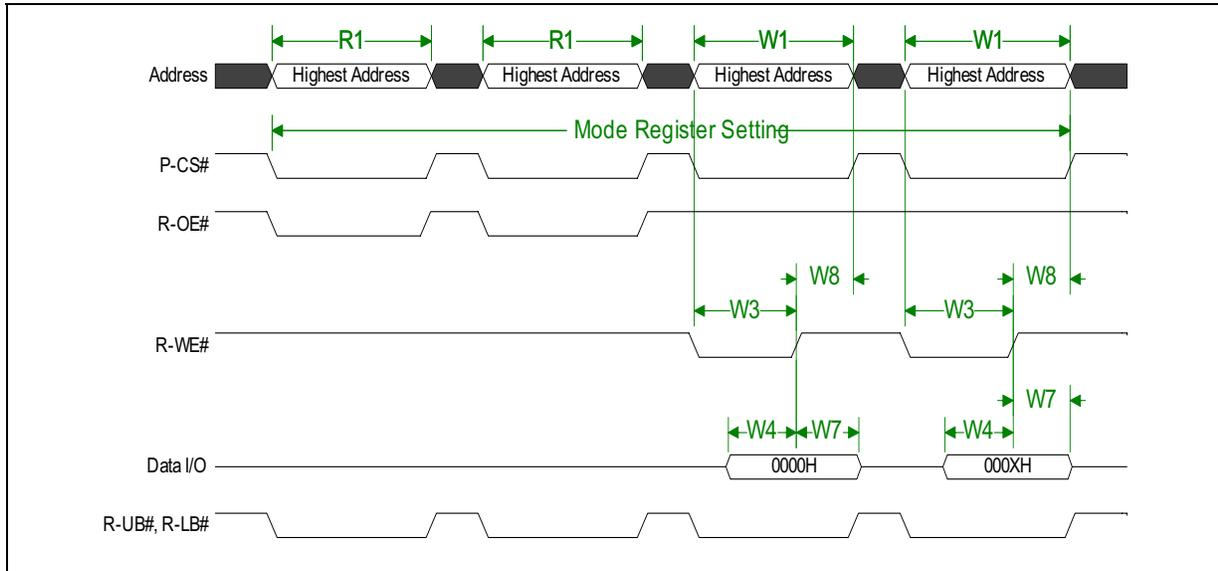 R1 R1 W1 W1
Address Highest Address Highest Address Highest Address Highest Address
Mode Register Setting
P-CS#
R-OE#
W8 W8
W3 W3
R-WE#
W7
W4 W7 W4
Data I/O 0000H 000XH
R-UB#, R-LB#